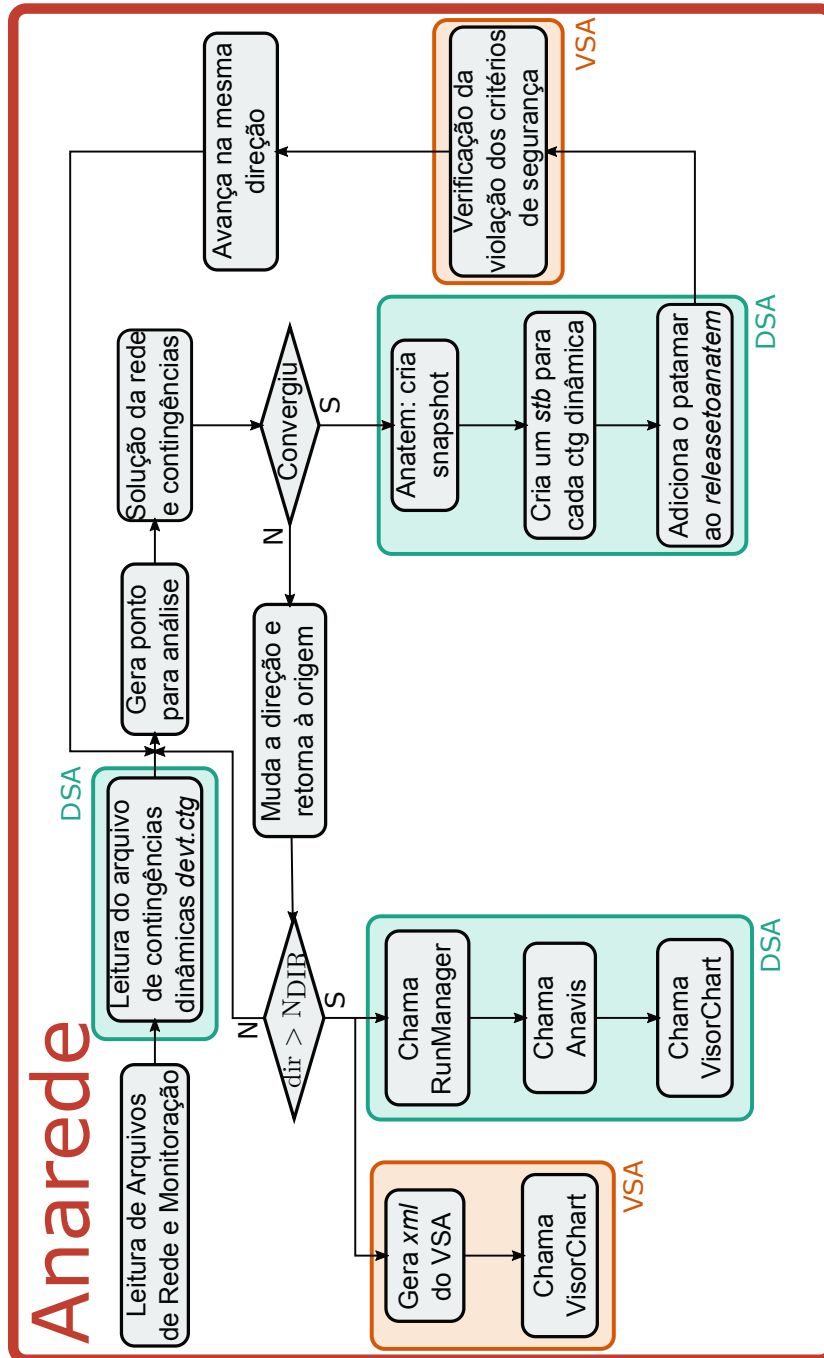 Anarede
Leitura de Arquivos
de Rede e Monitoração
Leitura do arquivo
de contingências
dinâmicas devt.ctg
DSA
Gera ponto
para análise
Solução da rede
e contingências
Avança na mesma
direção
dir > NDIR
N
S
Muda a direção e
retorna à origem
Convergiu
N
S
Gera xml
do VSA
Chama
VisorChart
VSA
Chama
RunManager
Chama
Anavis
Chama
VisorChart
DSA
Anatem: cria
snapshot
Cria um stb para
cada ctg dinâmica
Adiciona o patamar
ao releasetoanatem
DSA
Verificação da
violação dos critérios
de segurança
VSA